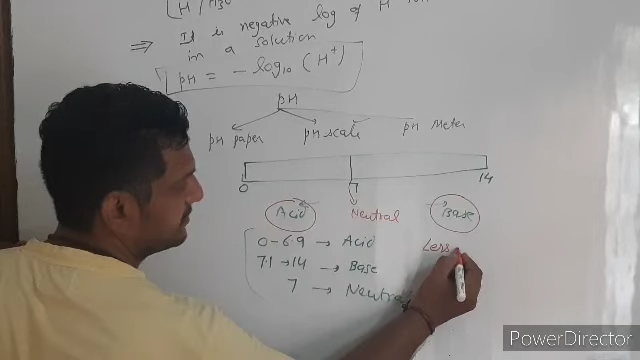 It is negative log of H
in a solution
pH = - log10 (H+)
pH
pH paper pH scale pH Meter
0 7 14
Acid Neutral Base
0-6.9 → Acid
7.1 → 14 → Base
7 → Neutral
Less
PowerDirector